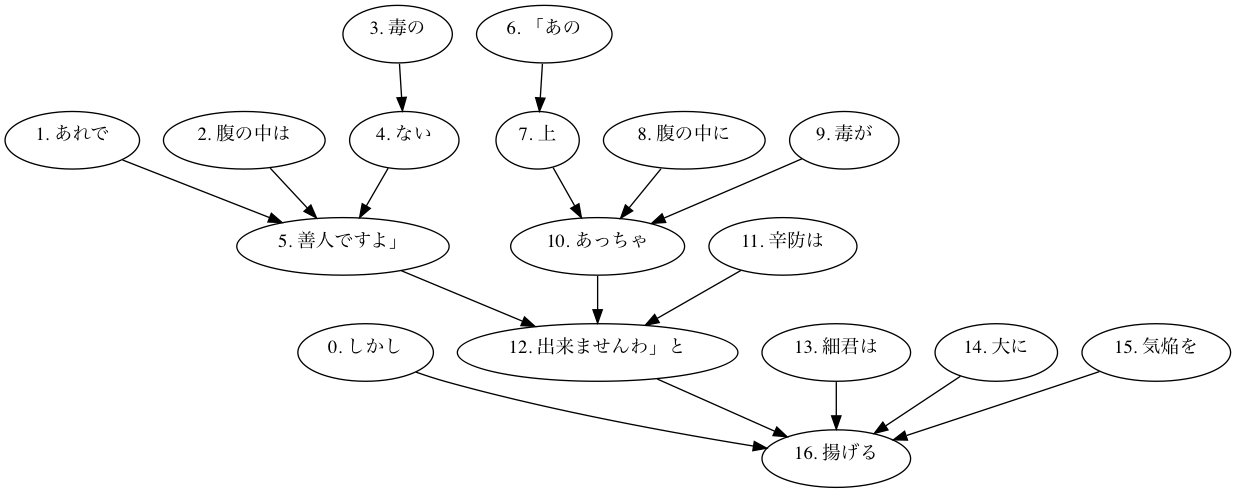 3. 毒の
6. 「あの
1. あれで
2. 腹の中は
4. ない
7. 上
8. 腹の中に
9. 毒が
5. 善人ですよ」
10. あっちゃ
11. 辛防は
0. しかし
12. 出来ませんわ」と
13. 細君は
14. 大に
15. 気焔を
16. 揚げる